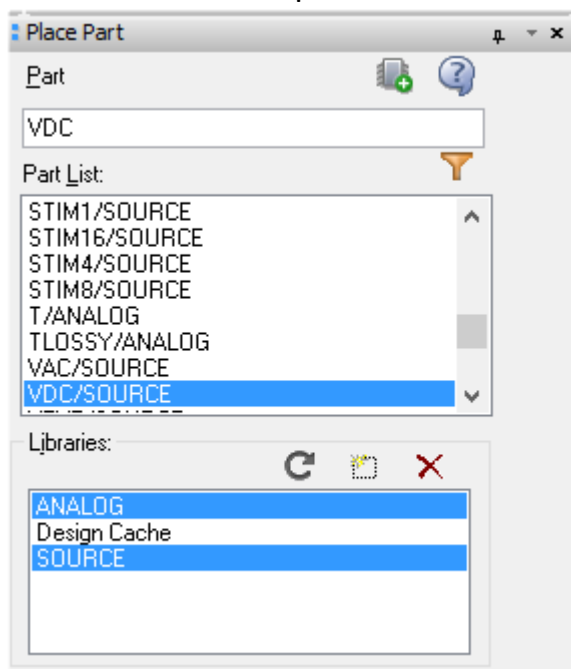 Place Part
Part
VDC
Part List:
STIM1/SOURCE
STIM16/SOURCE
STIM4/SOURCE
STIM8/SOURCE
T/ANALOG
TLOSSY/ANALOG
VAC/SOURCE
VDC/SOURCE
Libraries:
ANALOG
Design Cache
SOURCE